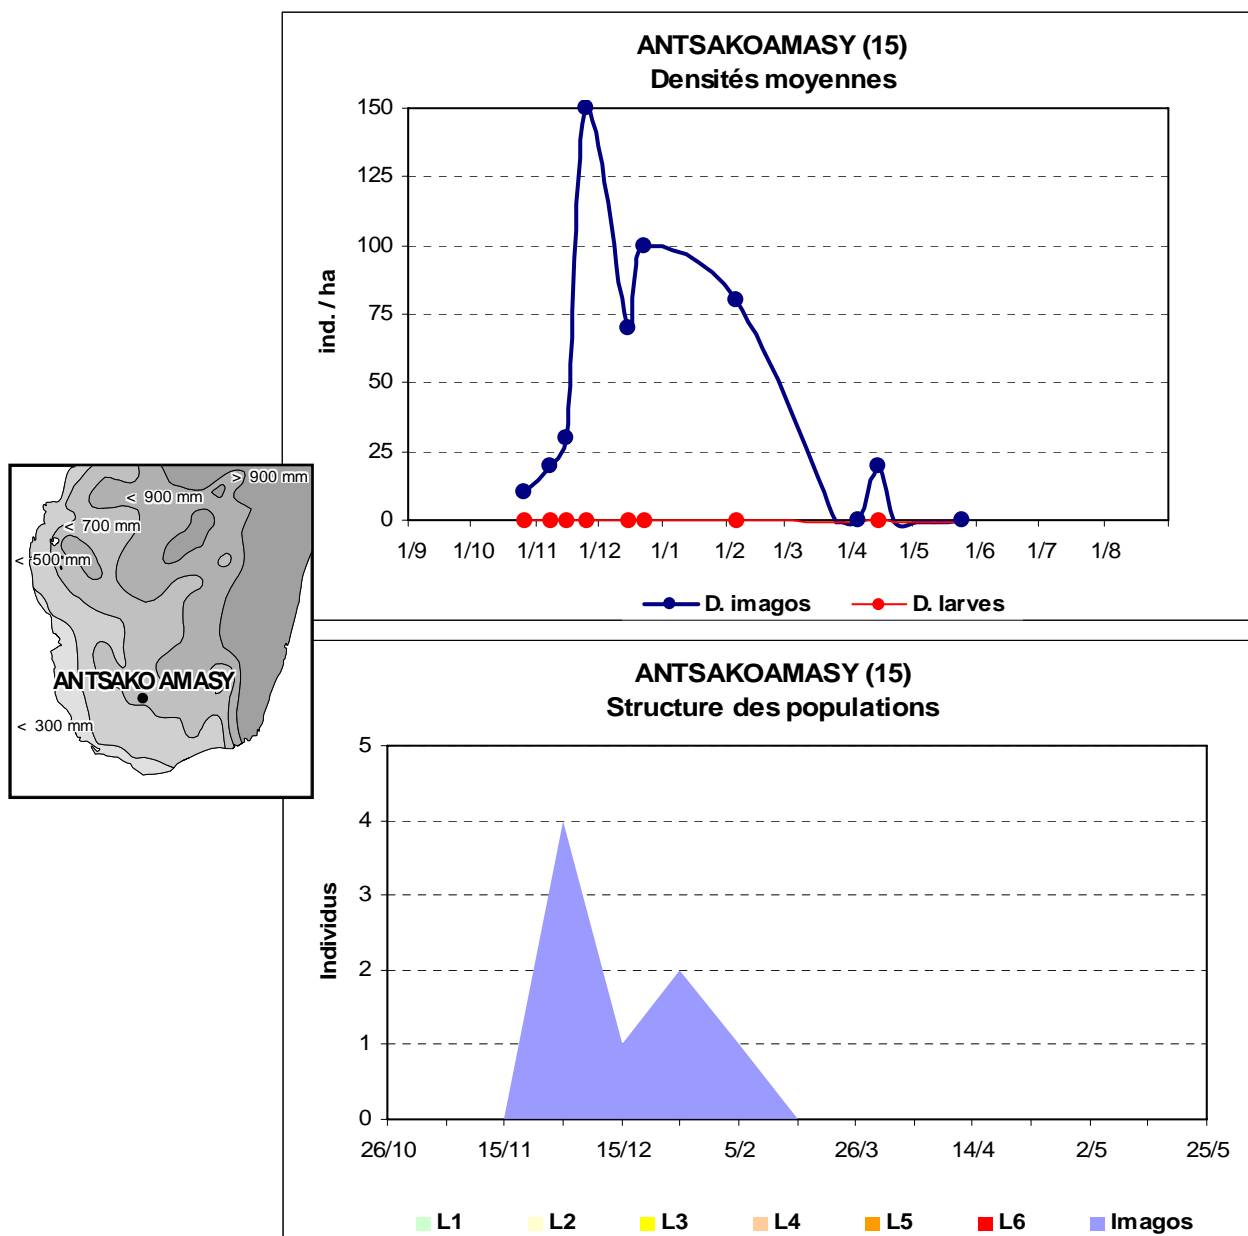 ANTSAKOAMASY (15)
Densités moyennes
ind. / ha
150
125
100
75
50
25
0
1/9 1/10 1/11 1/12 1/1 1/2 1/3 1/4 1/5 1/6 1/7 1/8
D. imagos D. larves
> 900 mm
< 900 mm
< 700 mm
< 500 mm
ANTSAKOAMASY
< 300 mm
ANTSAKOAMASY (15)
Structure des populations
Individus
5
4
3
2
1
0
26/10 15/11 15/12 5/2 26/3 14/4 2/5 25/5
L1 L2 L3 L4 L5 L6 Imagos